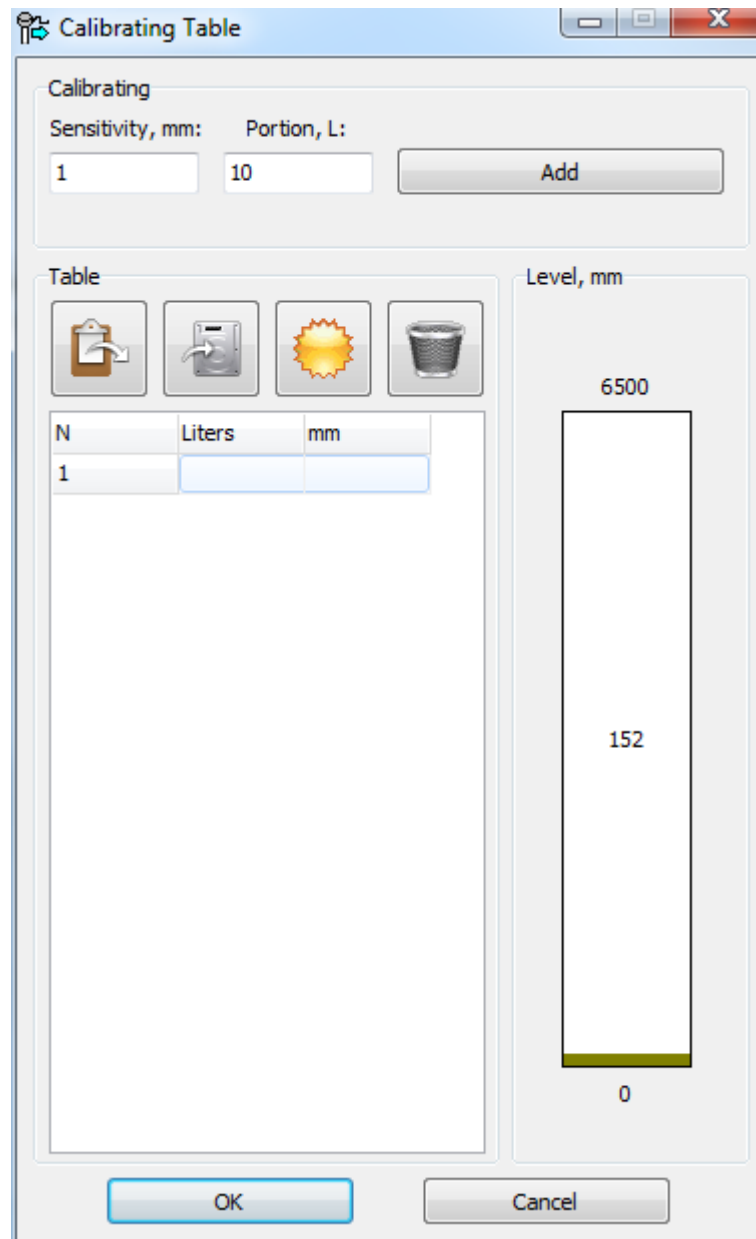 Calibrating Table
Calibrating
Sensitivity, mm: Portion, L:
1 10 Add
Table
N Liters mm
1
Level, mm
6500
152
0
OK Cancel